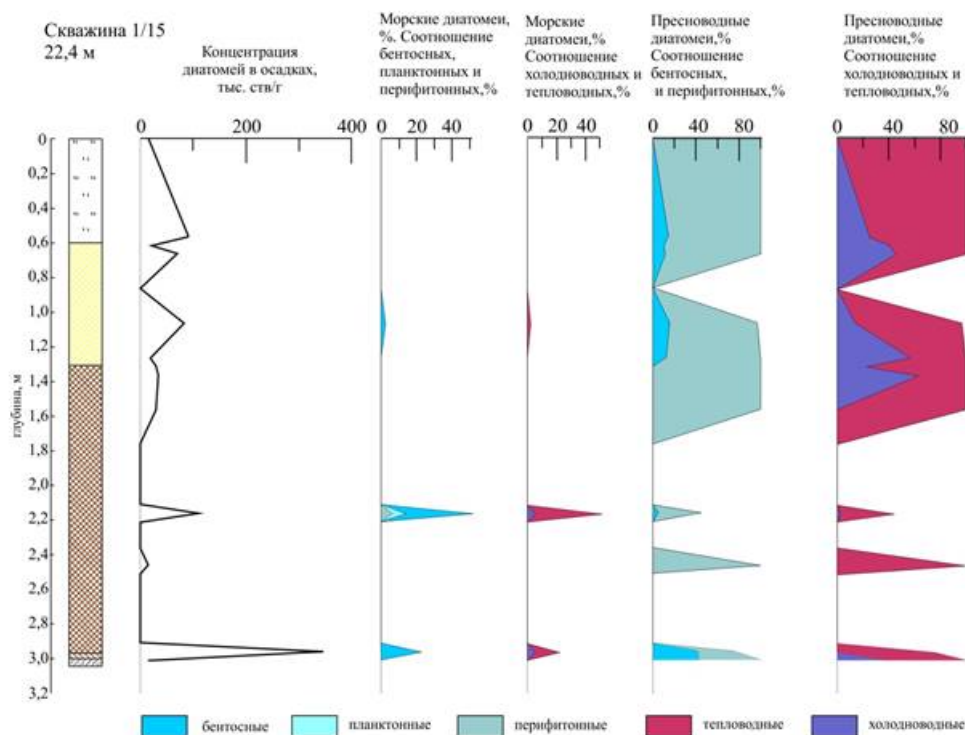 Скважина 1/15
22,4 м
Концентрация
диатомей в осадках,
тыс. ств/г
Морские диатомеи,
%. Соотношение
бентосных,
планктонных и
перифитонных,%
Морские
диатомеи,%
Соотношение
холодноводных и
тепловодных,%
Пресноводные
диатомеи,%
Соотношение
бентосных,
и перифитонных,%
Пресноводные
диатомеи,%
Соотношение
холодноводных и
тепловодных,%
0 200 400
0 20 40
0 20 40
0 40 80
0 40 80
глубина, м
0
0,2
0,4
0,6
0,8
1,0
1,2
1,4
1,6
1,8
2,0
2,2
2,4
2,6
2,8
3,0
3,2
бентосные
планктонные
перифитонные
тепловодные
холодноводные